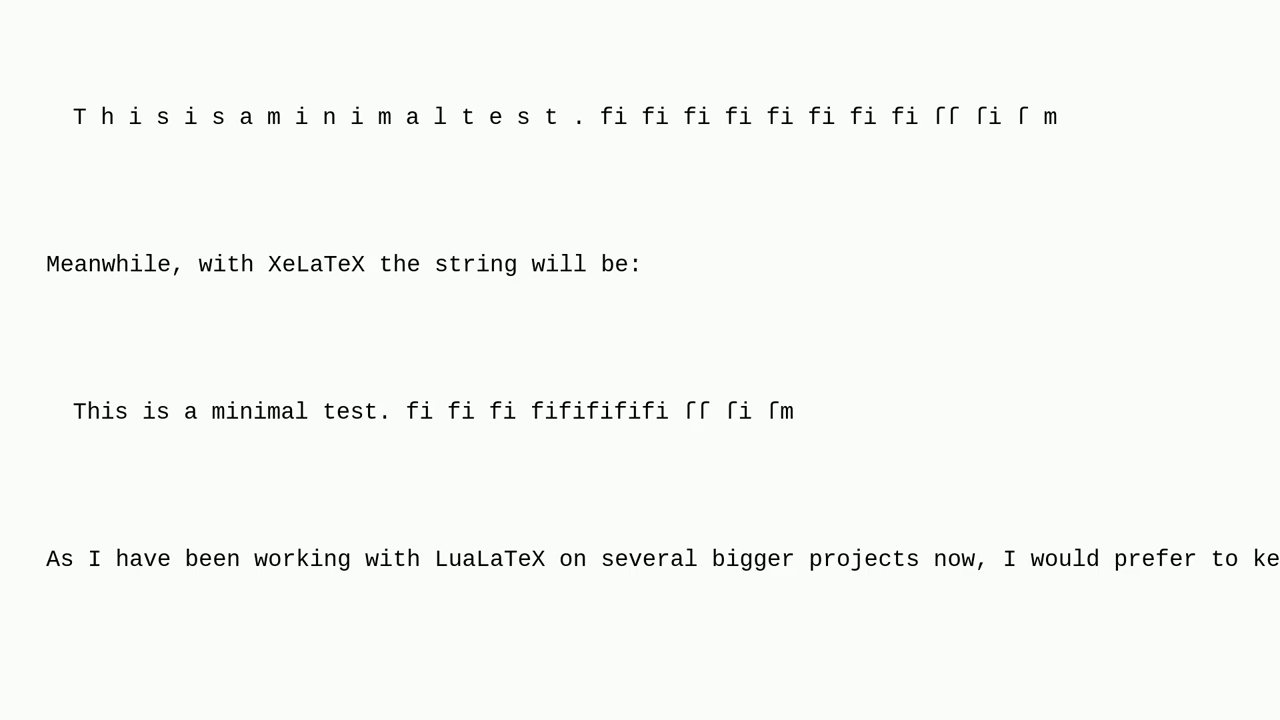 T h i s i s a m i n i m a l t e s t . fi fi fi fi fi fi fi fi ſſ ſi ſ m
Meanwhile, with XeLaTeX the string will be:
This is a minimal test. fi fi fi fififififi ſſ ſi ſm
As I have been working with LuaLaTeX on several bigger projects now, I would prefer to ke